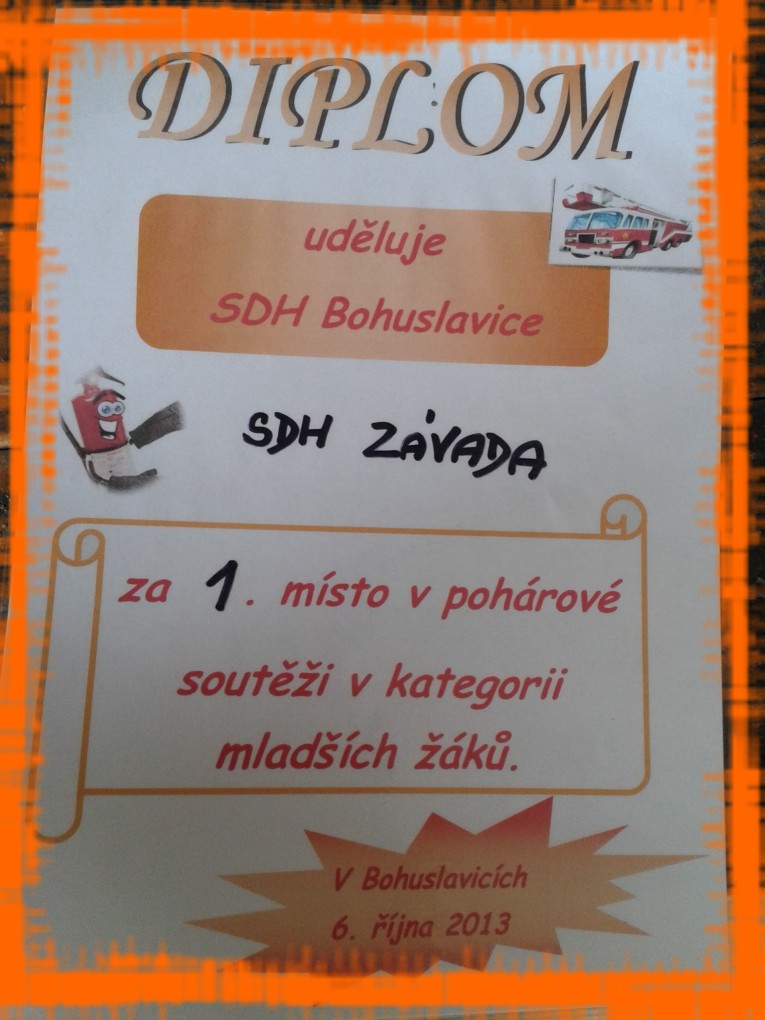 DIPLOM
uděluje
SDH Bohuslavice
SDH ZÁVADA
za 1. místo v pohárové
soutěži v kategorii
mladších žáků.
V Bohuslavicích
6. října 2013